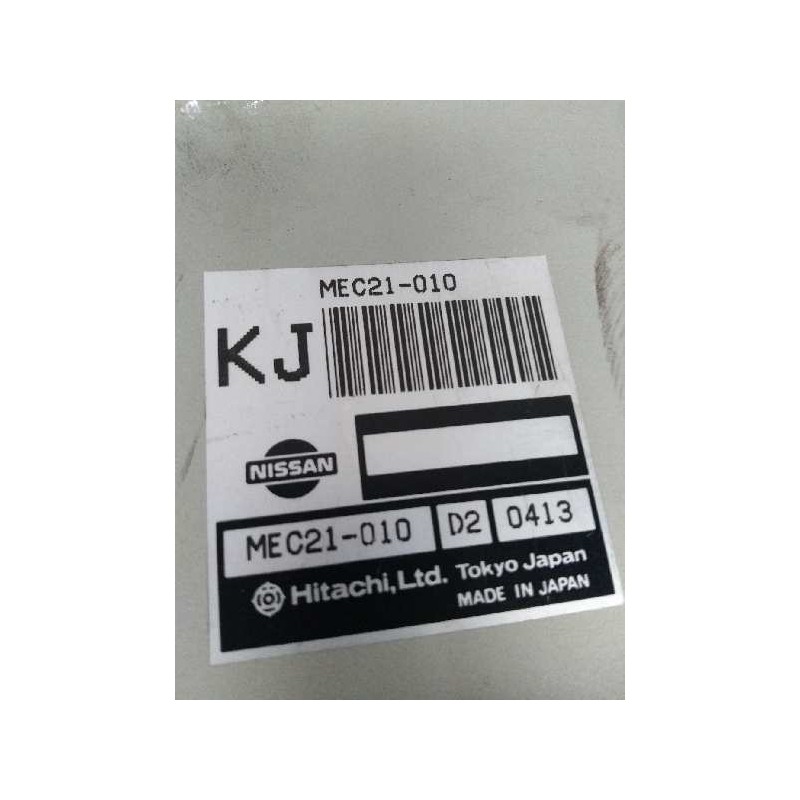 MEC21-010
KJ
NISSAN
MEC21-010 D2 0413
Hitachi, Ltd. Tokyo Japan
MADE IN JAPAN